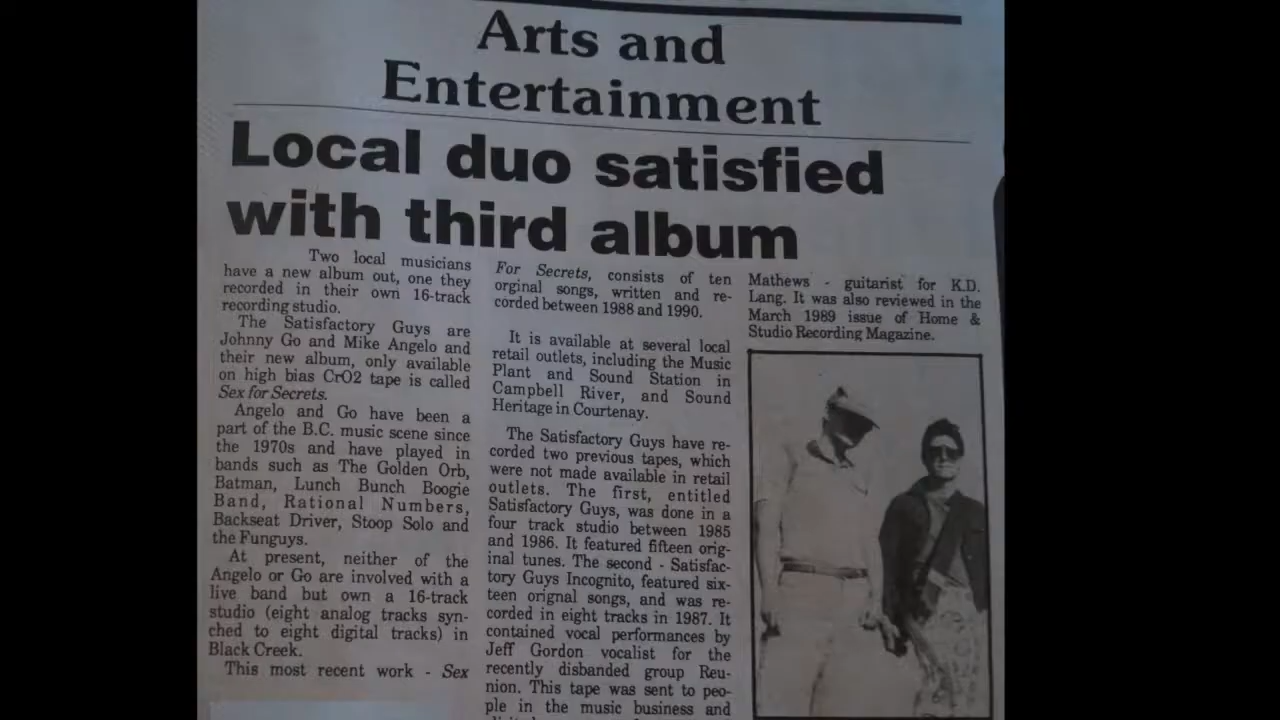 Arts and
Entertainment
Local duo satisfied
with third album
Two local musicians
have a new album out, one they
recorded in their own 16-track
recording studio.
The Satisfactory Guys are
Johnny Go and Mike Angelo and
their new album, only available
on high bias CrO2 tape is called
Sex for Secrets.
Angelo and Go have been a
part of the B.C. music scene since
the 1970s and have played in
bands such as The Golden Orb,
Batman, Lunch Bunch Boogie
Band, Rational Numbers,
Backseat Driver, Stoop Solo and
the Funguys.
At present, neither of the
Angelo or Go are involved with a
live band but own a 16-track
studio (eight analog tracks syn-
ched to eight digital tracks) in
Black Creek.
This most recent work - Sex
For Secrets, consists of ten
orginal songs, written and re-
corded between 1988 and 1990.
It is available at several local
retail outlets, including the Music
Plant and Sound Station in
Campbell River, and Sound
Heritage in Courtenay.
The Satisfactory Guys have re-
corded two previous tapes, which
were not made available in retail
outlets. The first, entitled
Satisfactory Guys, was done in a
four track studio between 1985
and 1986. It featured fifteen orig-
inal tunes. The second - Satisfac-
tory Guys Incognito, featured six-
teen orignal songs, and was re-
corded in eight tracks in 1987. It
contained vocal performances by
Jeff Gordon vocalist for the
recently disbanded group Reu-
nion. This tape was sent to peo-
ple in the music business and
Mathews - guitarist for K.D.
Lang. It was also reviewed in the
March 1989 issue of Home &
Studio Recording Magazine.